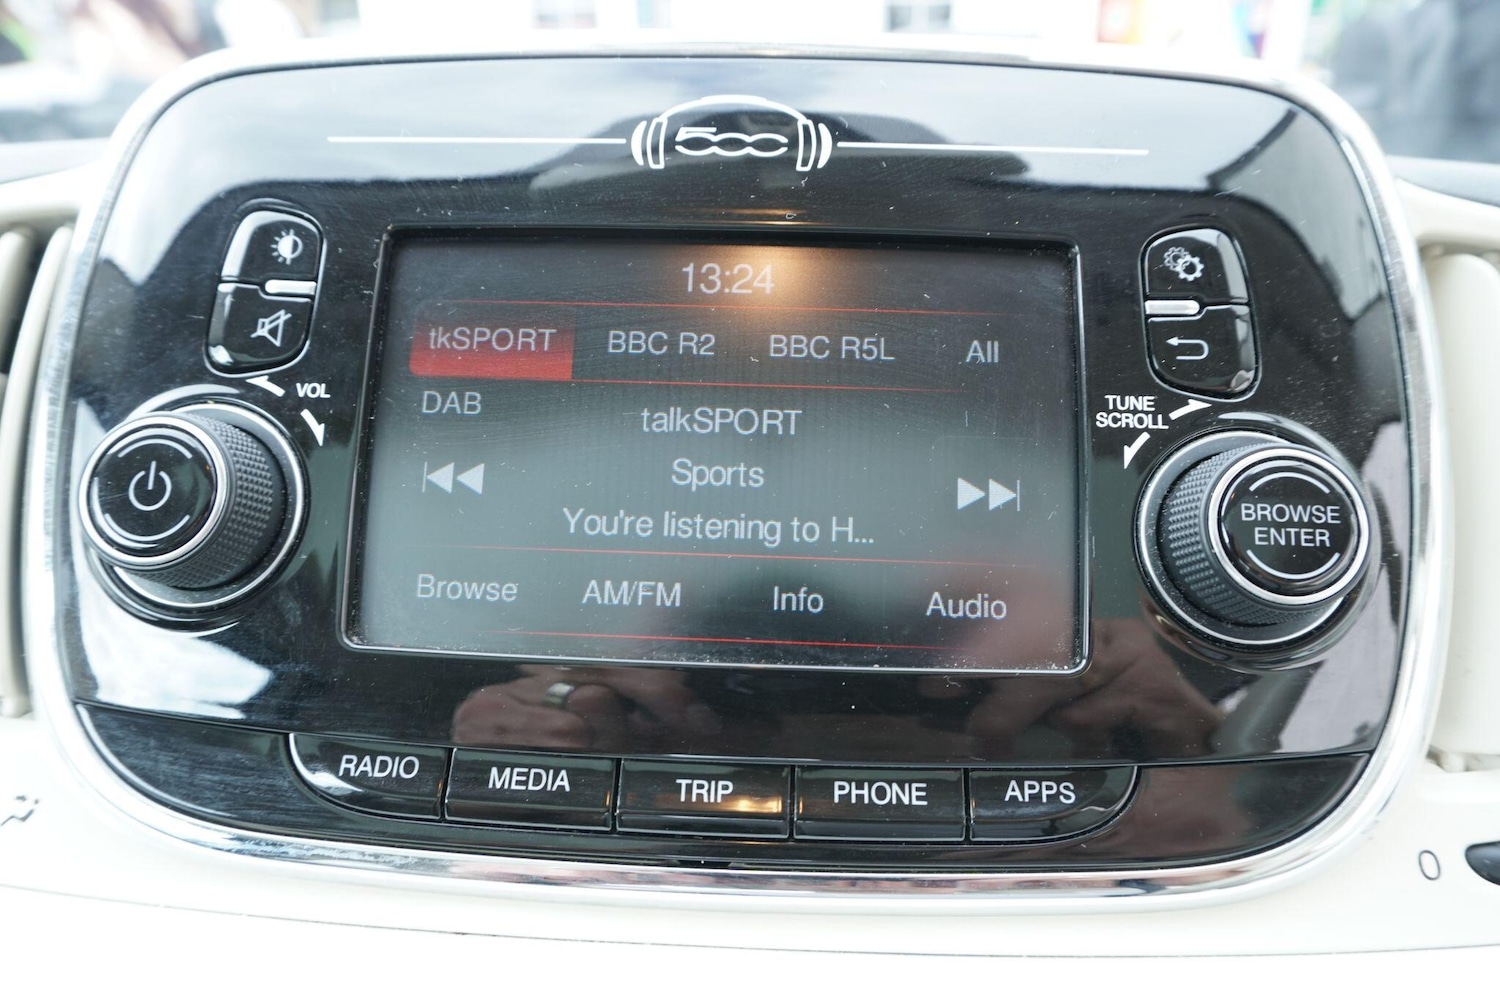 500
13:24
tkSPORT BBC R2 BBC R5L All
DAB
talkSPORT
Sports
You're listening to H...
Browse AM/FM Info Audio
VOL
TUNE
SCROLL
BROWSE
ENTER
RADIO MEDIA TRIP PHONE APPS
0